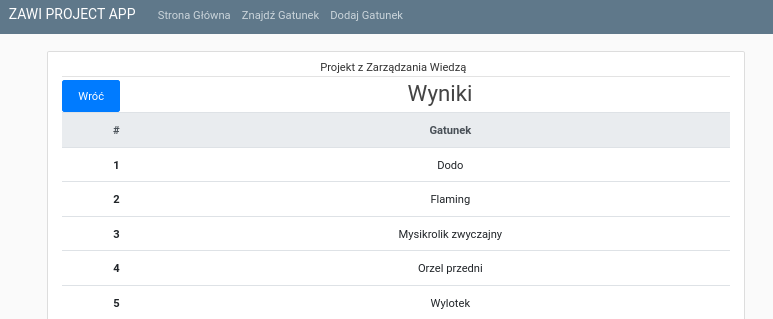 ZAWI PROJECT APP Strona Główna Znajdź Gatunek Dodaj Gatunek
Projekt z Zarządzania Wiedzą
Wróć Wyniki
# Gatunek
1 Dodo
2 Flaming
3 Mysikrolik zwyczajny
4 Orzel przedni
5 Wylotek